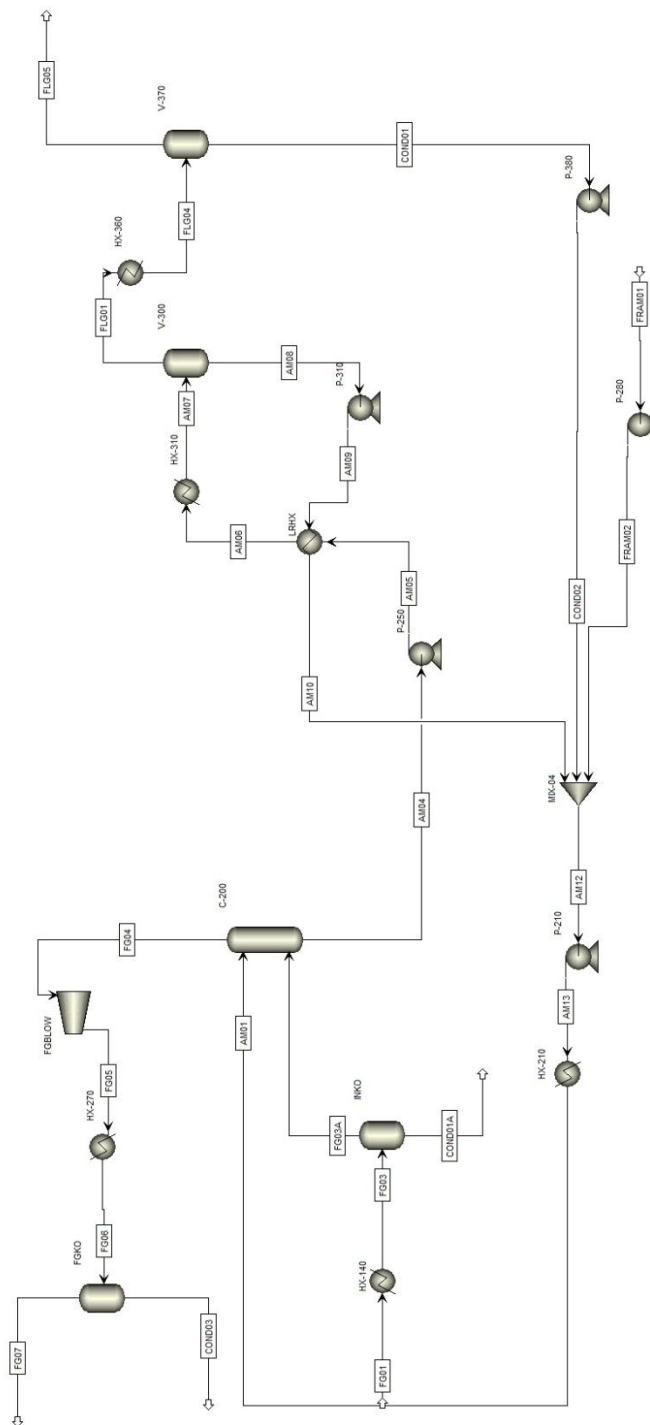 FLG05
V-370
COND01
P-380
HX-360
FLG04
FLG01
V-300
AM08
P-310
AM07
HX-310
AM09
AM06
LRHX
AM05
P-250
AM10
FRAM01
P-280
FRAM02
COND02
MIX-04
AM04
C-200
FG04
FGBLOW
FG05
HX-270
FG06
FGKO
FG07
COND03
AM01
AM12
P-210
AM13
HX-210
INKO
FG03A
COND01A
FG03
HX-140
FG01